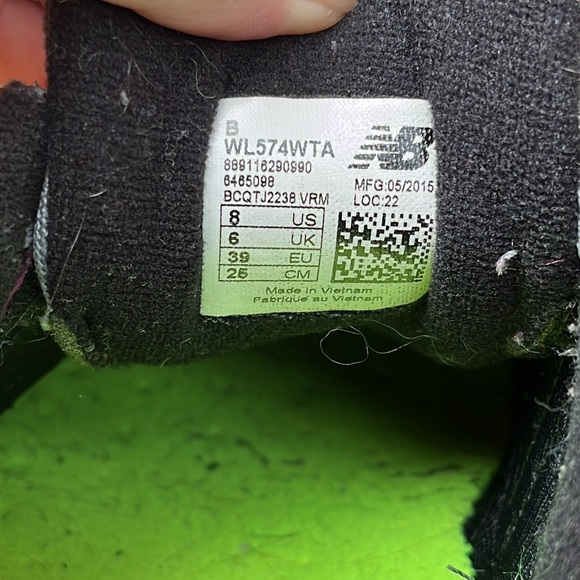 B
WL574WTA
889116290990
6465098
MFG:05/2015
BCQTJ2238 VRM
LOC:22
8 US
6 UK
39 EU
25 CM
Made in Vietnam
Fabriqué au Vietnam